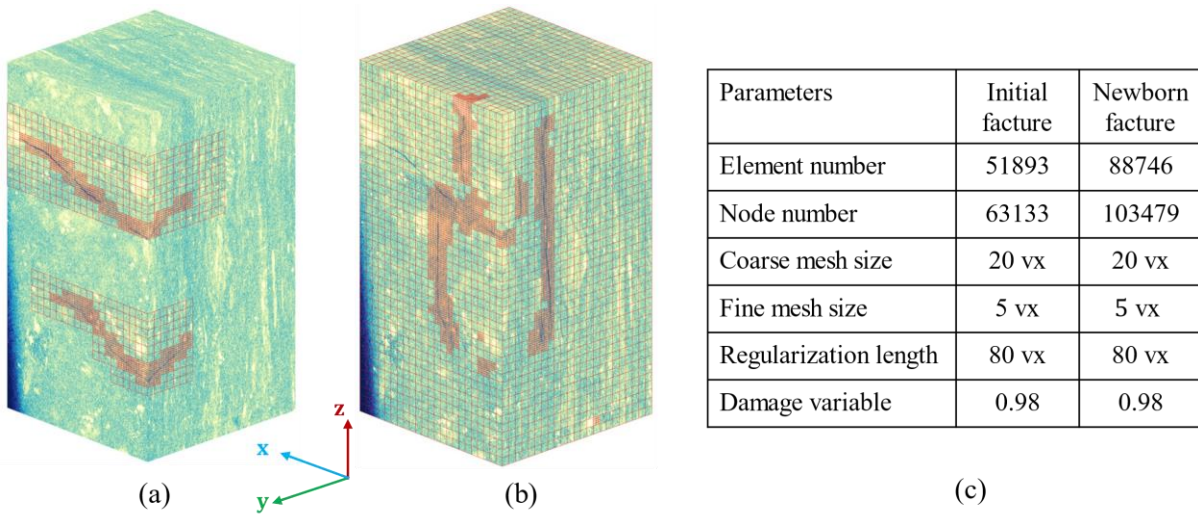 Parameters Initial facture Newborn facture
Element number 51893 88746
Node number 63133 103479
Coarse mesh size 20 vx 20 vx
Fine mesh size 5 vx 5 vx
Regularization length 80 vx 80 vx
Damage variable 0.98 0.98
z
x
y
(a)
(b)
(c)